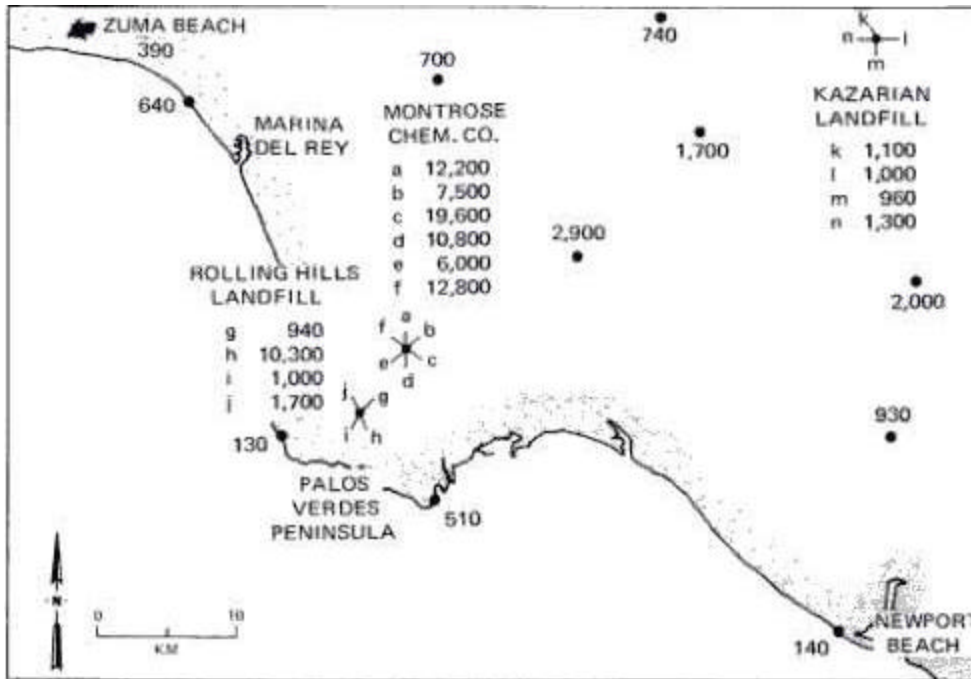 ZUMA BEACH
390
640
MARINA
DEL REY
700
MONTROSE
CHEM. CO.
a 12,200
b 7,500
c 19,600
d 10,800
e 6,000
f 12,800
740
1,700
2,900
k
n l
m
KAZARIAN
LANDFILL
k 1,100
l 1,000
m 960
n 1,300
2,000
ROLLING HILLS
LANDFILL
g 940
h 10,300
i 1,000
j 1,700
a
f b
e c
d
j g
i h
130
PALOS
VERDES
PENINSULA
510
930
N
0 10
KM
140
NEWPORT
BEACH